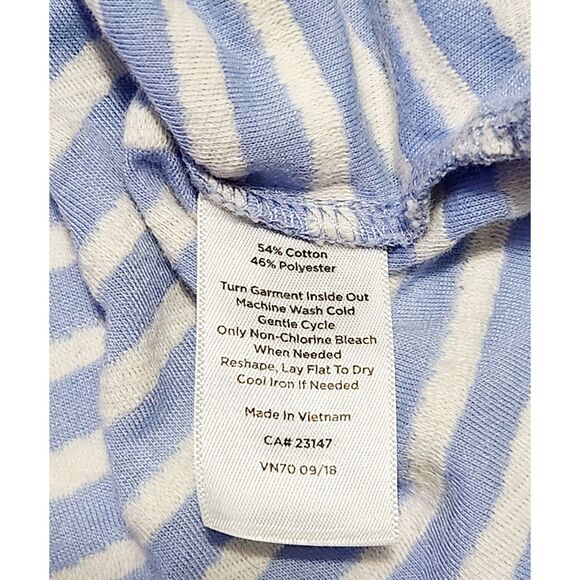 54% Cotton
46% Polyester
Turn Garment Inside Out
Machine Wash Cold
Gentle Cycle
Only Non-Chlorine Bleach
When Needed
Reshape, Lay Flat To Dry
Cool Iron If Needed
Made In Vietnam
CA# 23147
VN70 09/18